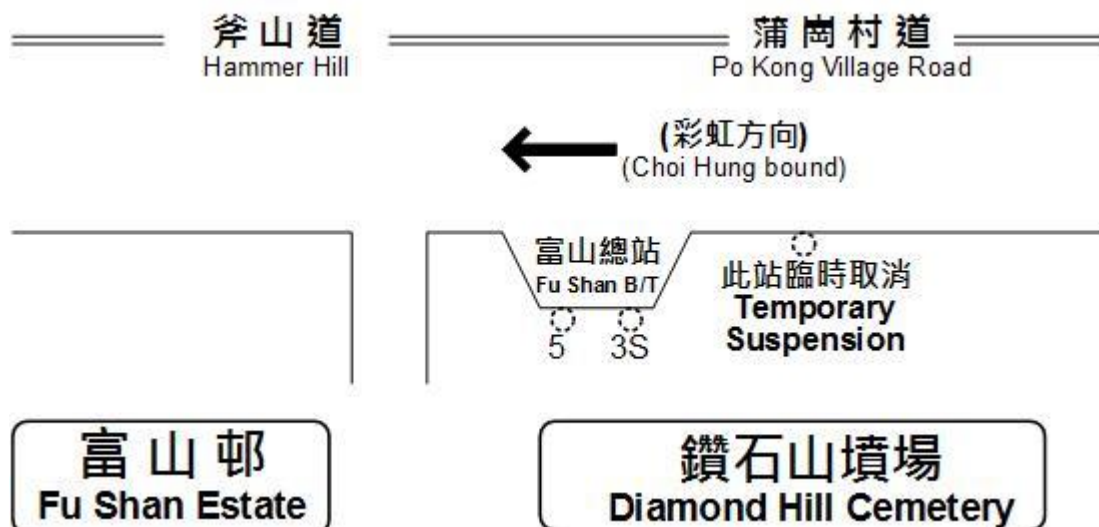 斧山道
Hammer Hill
蒲崗村道
Po Kong Village Road
(彩虹方向)
(Choi Hung bound)
富山總站
Fu Shan B/T
5
3S
此站臨時取消
Temporary
Suspension
富山邨
Fu Shan Estate
鑽石山墳場
Diamond Hill Cemetery